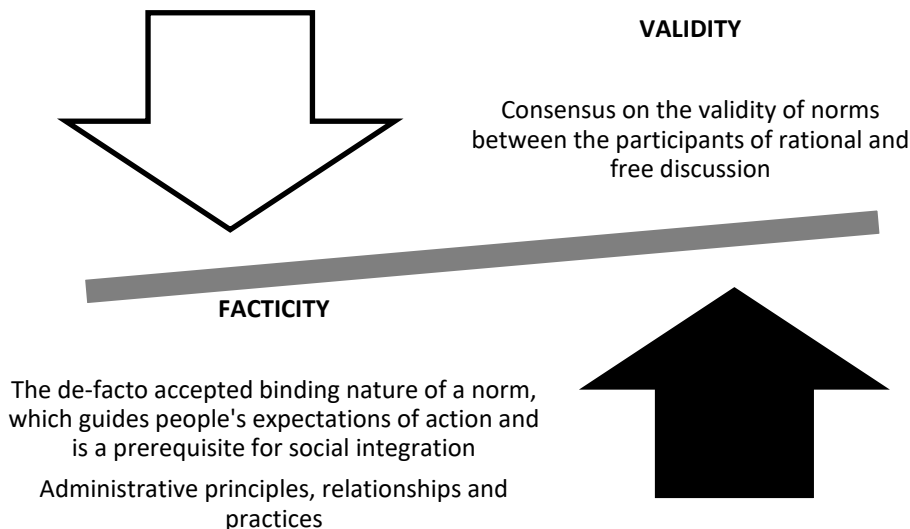 VALIDITY
Consensus on the validity of norms
between the participants of rational and
free discussion
FACTICITY
The de-facto accepted binding nature of a norm,
which guides people's expectations of action and
is a prerequisite for social integration
Administrative principles, relationships and
practices